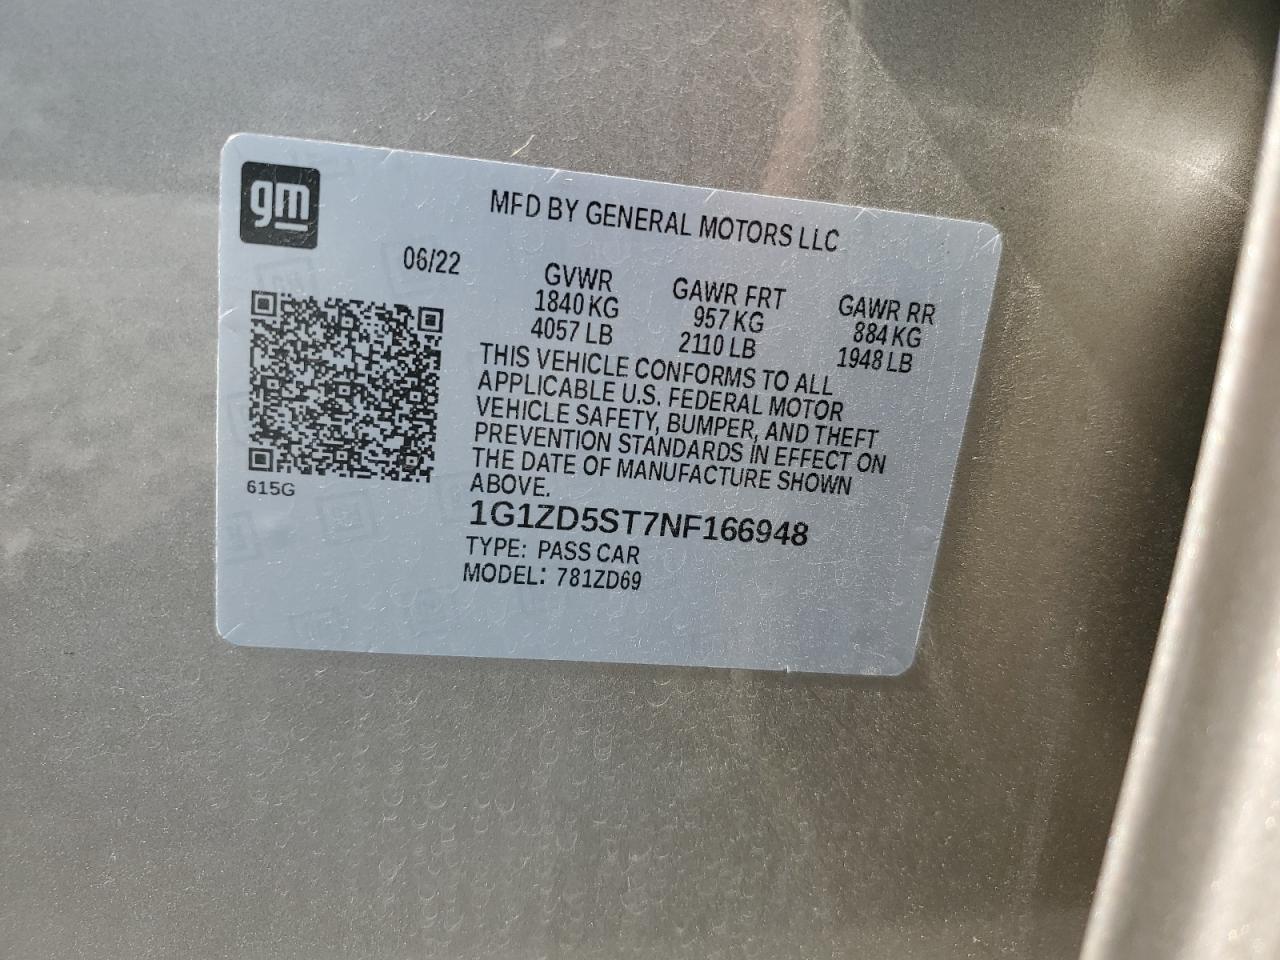 gm
MFD BY GENERAL MOTORS LLC
06/22
GVWR
1840 KG
4057 LB
GAWR FRT
957 KG
2110 LB
GAWR RR
884 KG
1948 LB
THIS VEHICLE CONFORMS TO ALL
APPLICABLE U.S. FEDERAL MOTOR
VEHICLE SAFETY, BUMPER, AND THEFT
PREVENTION STANDARDS IN EFFECT ON
THE DATE OF MANUFACTURE SHOWN
ABOVE.
615G
1G1ZD5ST7NF166948
TYPE: PASS CAR
MODEL: 781ZD69